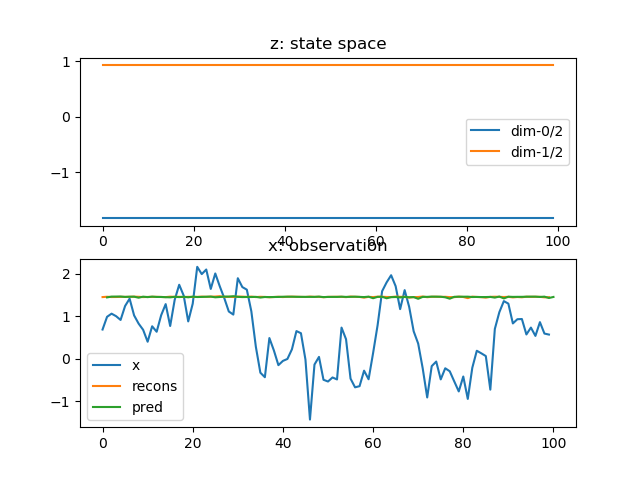 z: state space
1
0
−1
dim-0/2
dim-1/2
0 20 40 60 80 100
x: observation
2
1
0
−1
x
recons
pred
0 20 40 60 80 100